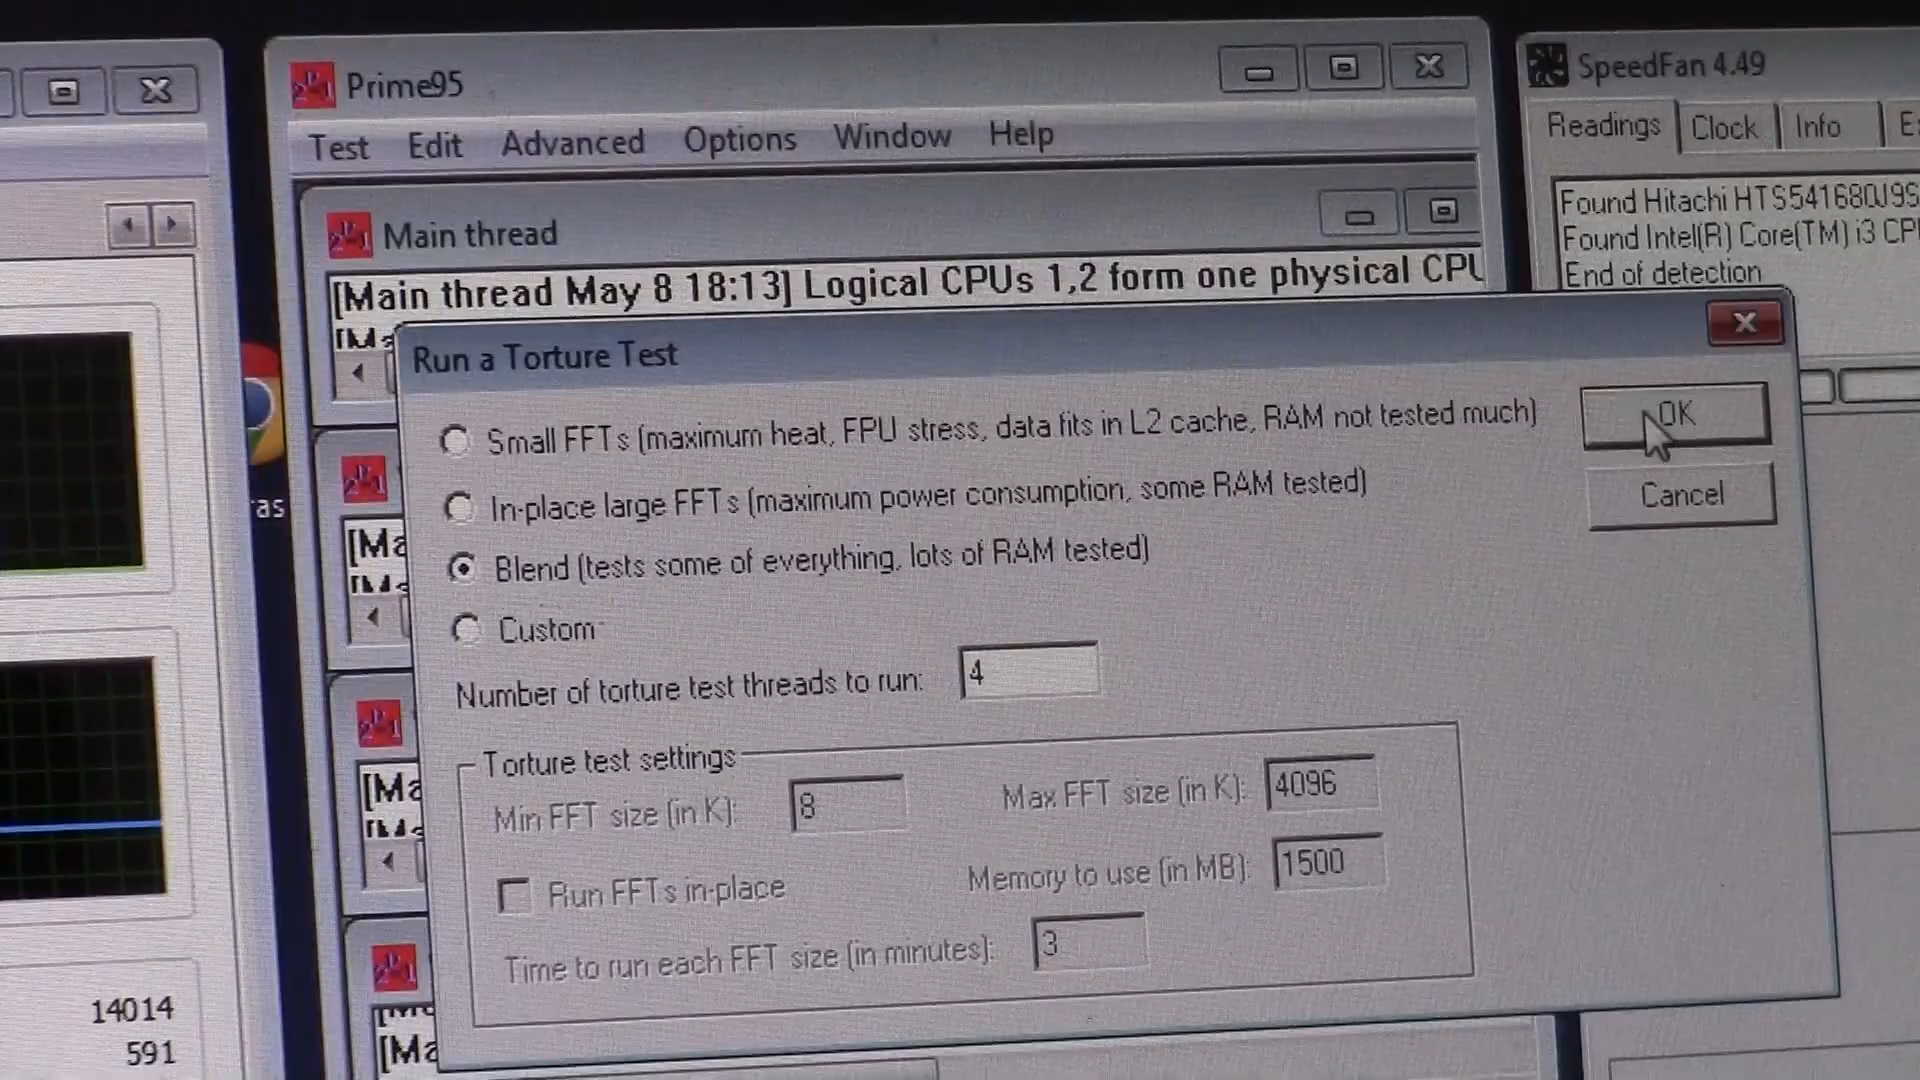 Prime95
Test Edit Advanced Options Window Help
Main thread
[Main thread May 8 18:13] Logical CPUs 1,2 form one physical CPU
SpeedFan 4.49
Readings Clock Info
Found Hitachi HTS541680J9S
Found Intel(R) Core(TM) i3 CPU
End of detection
Run a Torture Test
Small FFTs (maximum heat, FPU stress, data fits in L2 cache, RAM not tested much)
In-place large FFTs (maximum power consumption, some RAM tested)
Blend (tests some of everything, lots of RAM tested)
Custom
OK
Cancel
Number of torture test threads to run: 4
Torture test settings
Min FFT size (in K): 8
Max FFT size (in K): 4096
Run FFTs in-place
Memory to use (in MB): 1500
Time to run each FFT size (in minutes): 3
[Ma
[Ma
[Ma
as
14014
591